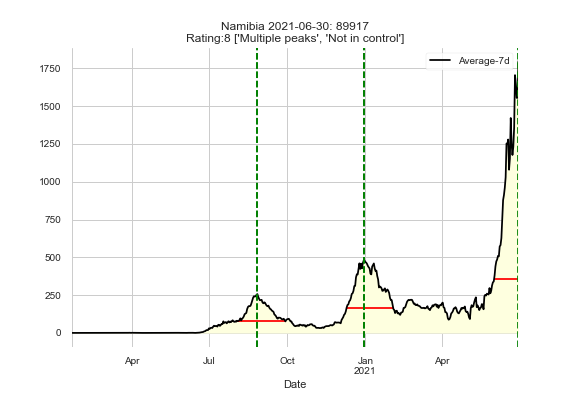 Namibia 2021-06-30: 89917
Rating:8 ['Multiple peaks', 'Not in control']
Average-7d
1750
1500
1250
1000
750
500
250
0
Apr
Jul
Oct
Jan
2021
Apr
Date